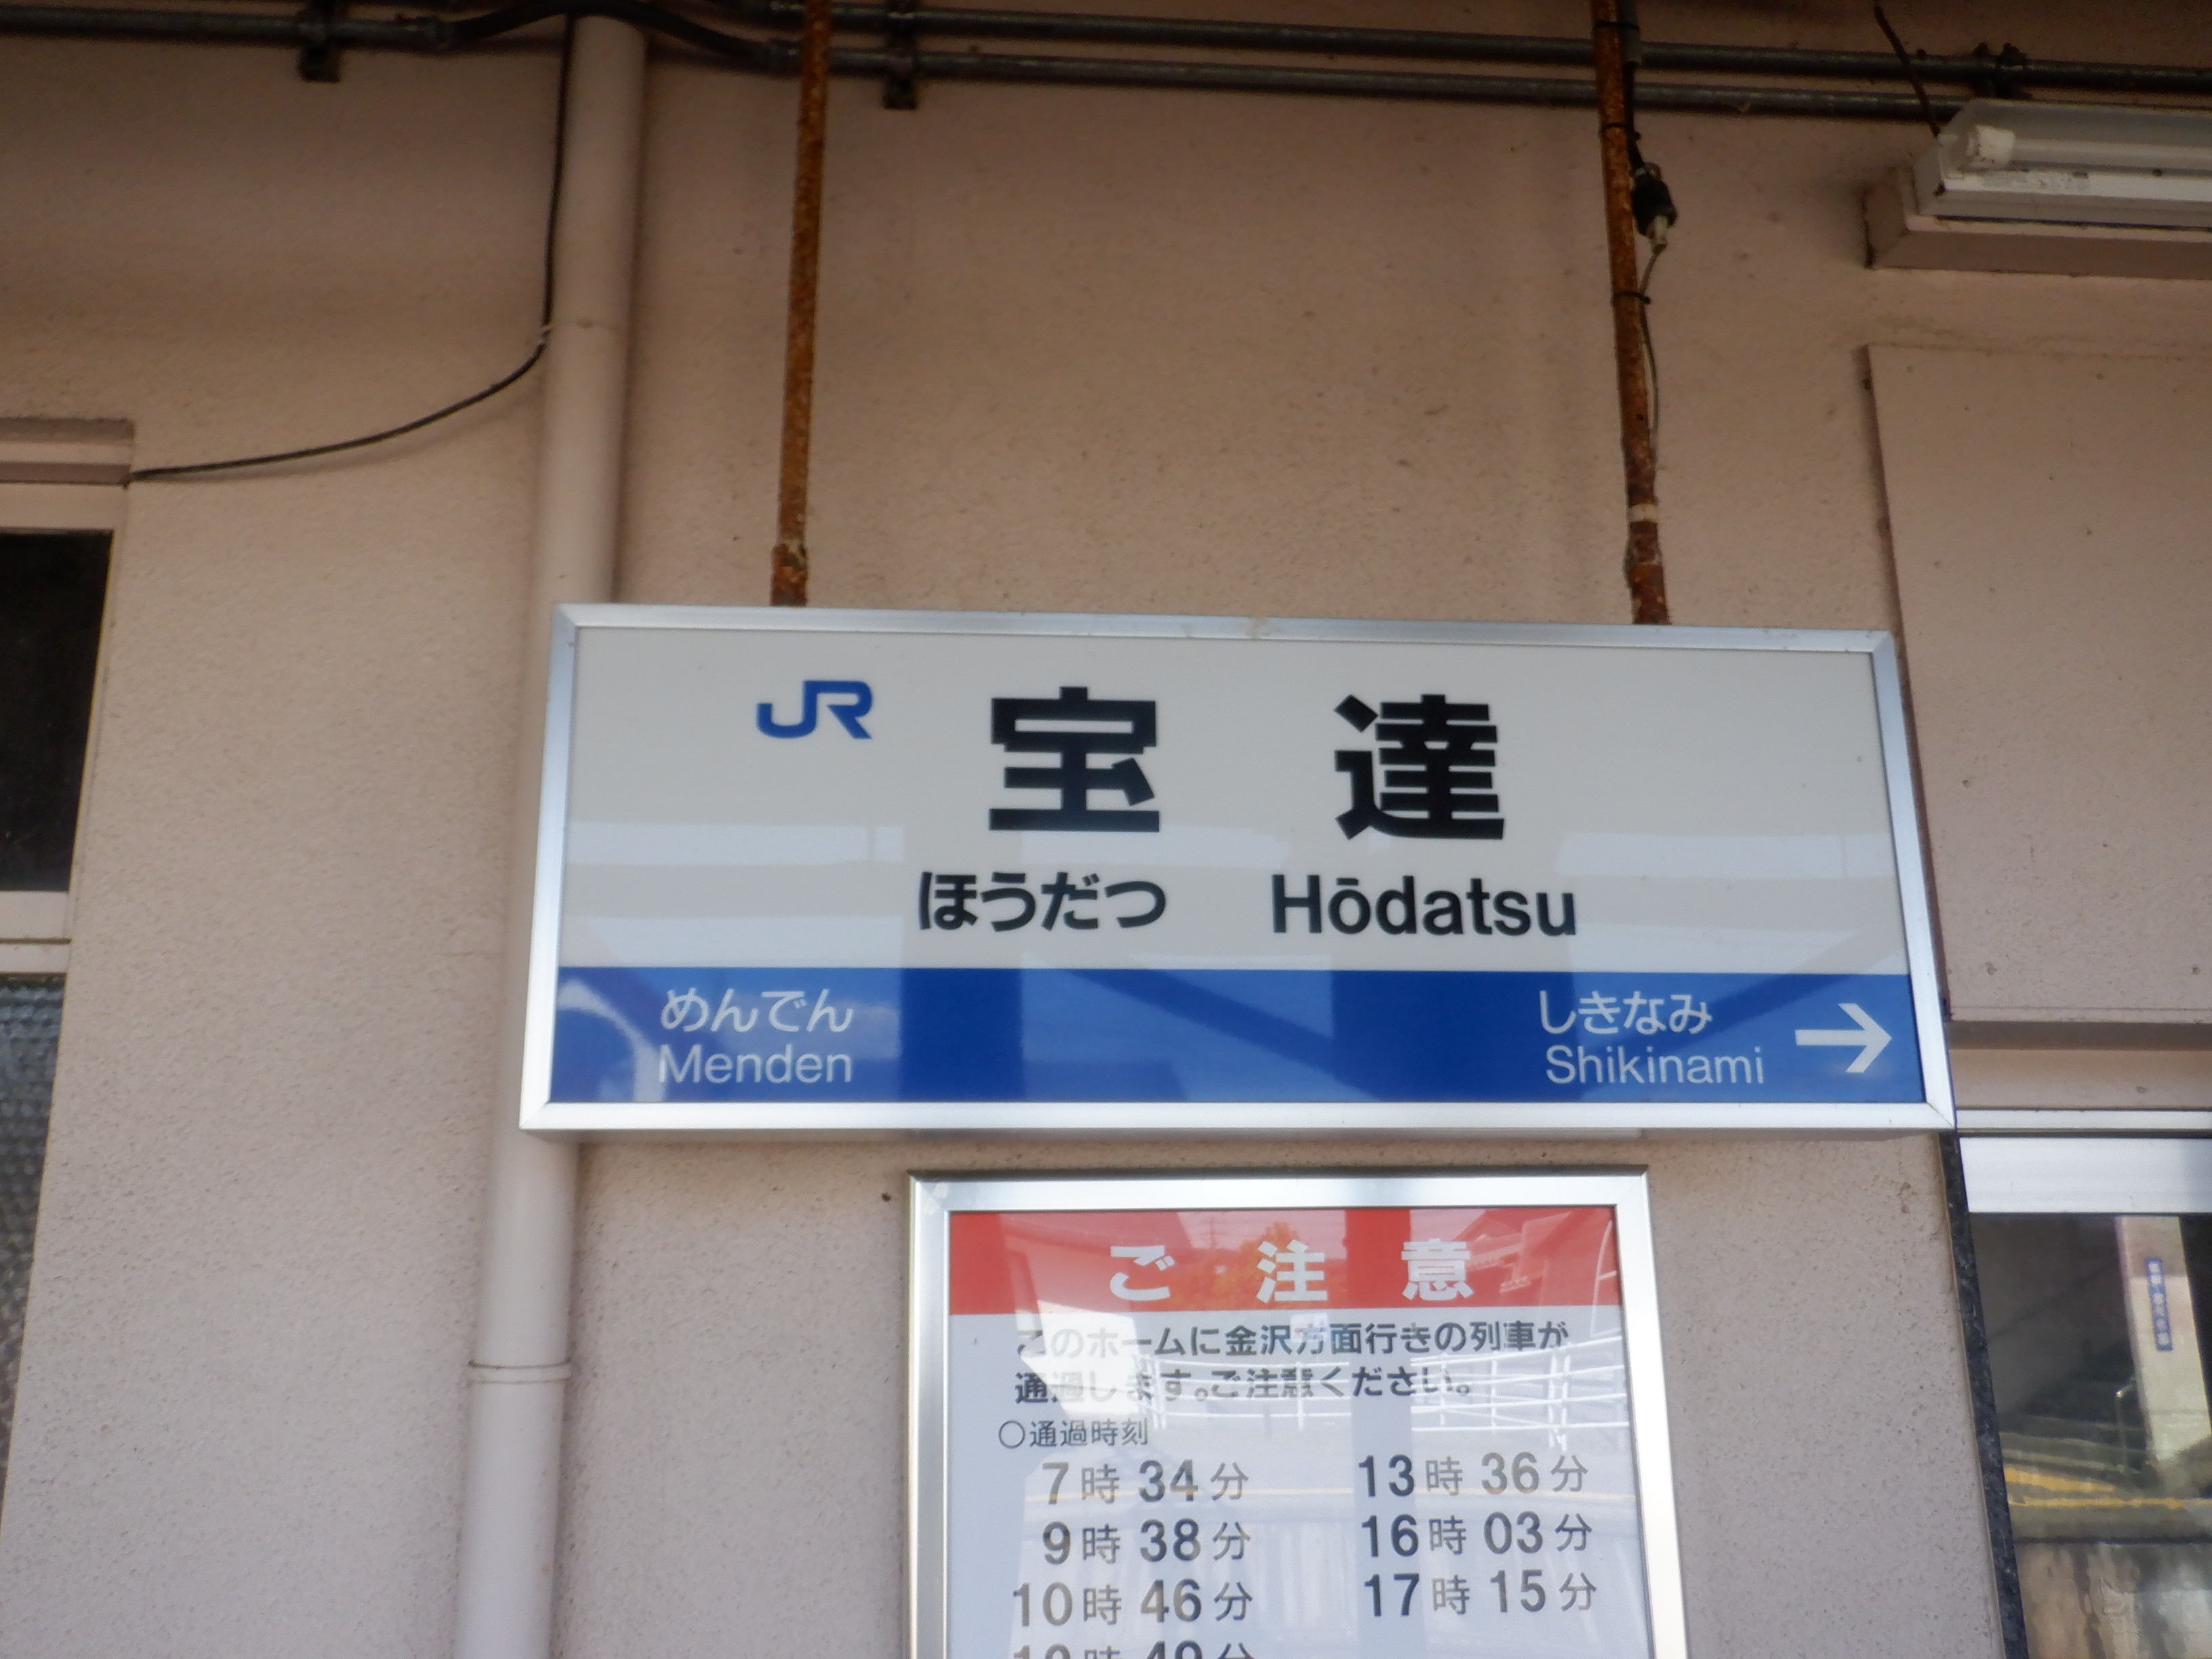 JR 宝達
ほうだつ Hōdatsu
めんでん しきなみ →
Menden Shikinami
ご注意
このホームに金沢方面行きの列車が
通過します。ご注意ください。
○通過時刻
7時34分 13時36分
9時38分 16時03分
10時46分 17時15分